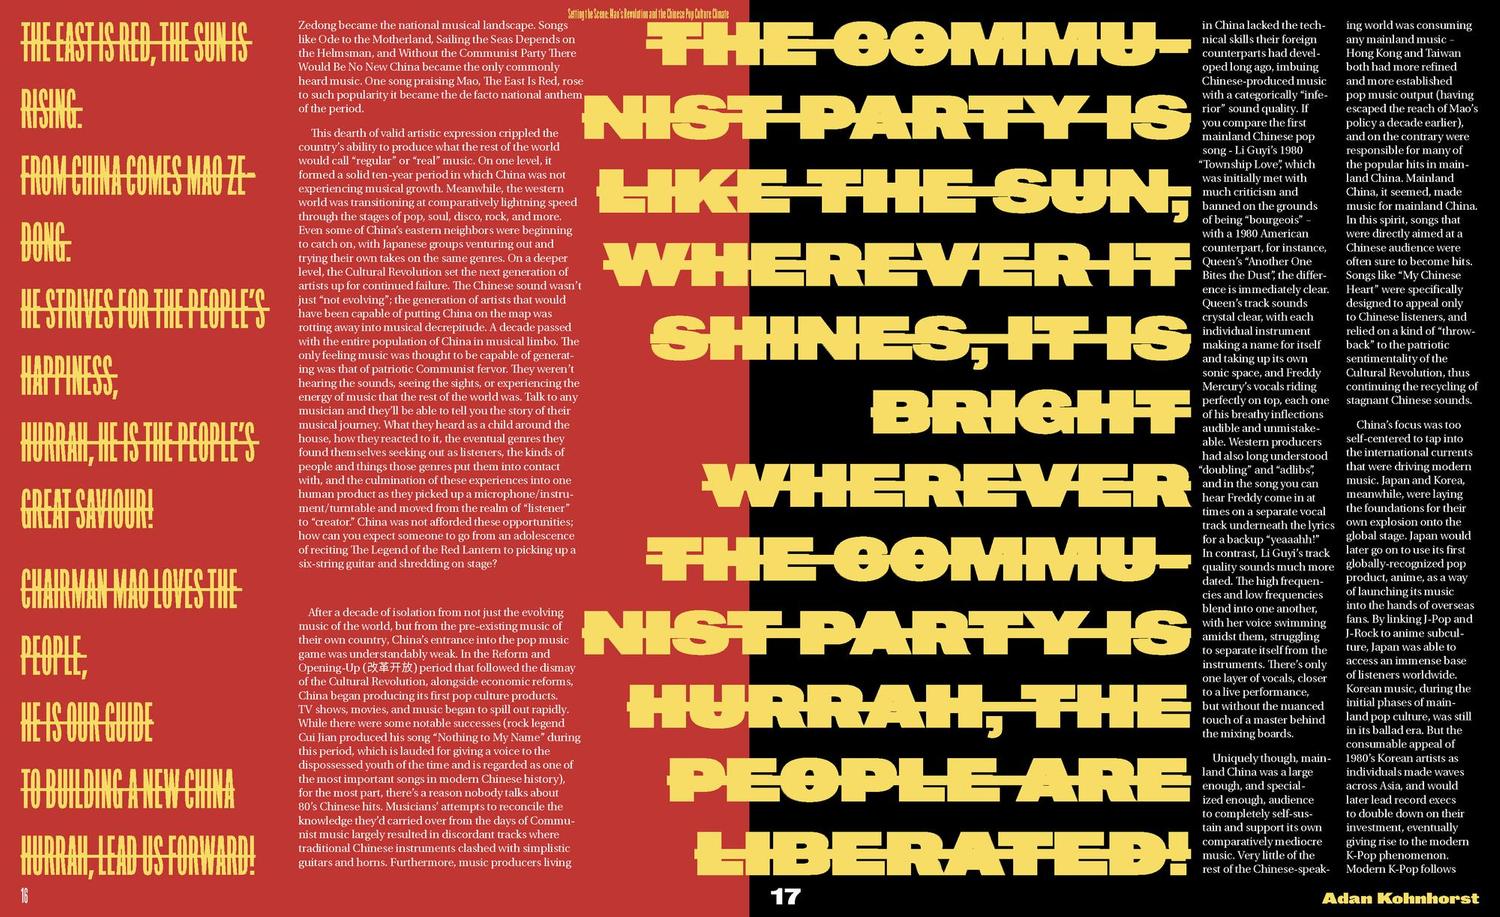 Setting the Scene: Mao's Revolution and the Chinese Pop Culture Climate
THE EAST IS RED, THE SUN IS
RISING.
FROM CHINA COMES MAO ZE-
DONG.
HE STRIVES FOR THE PEOPLE'S
HAPPINESS,
HURRAH, HE IS THE PEOPLE'S
GREAT SAVIOUR!
CHAIRMAN MAO LOVES THE
PEOPLE,
HE IS OUR GUIDE
TO BUILDING A NEW CHINA
HURRAH, LEAD US FORWARD!
16
Zedong became the national musical landscape. Songs
like Ode to the Motherland, Sailing the Seas Depends on
the Helmsman, and Without the Communist Party There
Would Be No New China became the only commonly
heard music. One song praising Mao, The East Is Red, rose
to such popularity it became the de facto national anthem
of the period.
This dearth of valid artistic expression crippled the
country's ability to produce what the rest of the world
would call “regular” or “real” music. On one level, it
formed a solid ten-year period in which China was not
experiencing musical growth. Meanwhile, the western
world was transitioning at comparatively lightning speed
through the stages of pop, soul, disco, rock, and more.
Even some of China's eastern neighbors were beginning
to catch on, with Japanese groups venturing out and
trying their own takes on the same genres. On a deeper
level, the Cultural Revolution set the next generation of
artists up for continued failure. The Chinese sound wasn't
just “not evolving”; the generation of artists that would
have been capable of putting China on the map was
rotting away into musical decrepitude. A decade passed
with the entire population of China in musical limbo. The
only feeling music was thought to be capable of generat-
ing was that of patriotic Communist fervor. They weren't
hearing the sounds, seeing the sights, or experiencing the
energy of music that the rest of the world was. Talk to any
musician and they'll be able to tell you the story of their
musical journey. What they heard as a child around the
house, how they reacted to it, the eventual genres they
found themselves seeking out as listeners, the kinds of
people and things those genres put them into contact
with, and the culmination of these experiences into one
human product as they picked up a microphone/instru-
ment/turntable and moved from the realm of “listener”
to “creator.” China was not afforded these opportunities;
how can you expect someone to go from an adolescence
of reciting The Legend of the Red Lantern to picking up a
six-string guitar and shredding on stage?
After a decade of isolation from not just the evolving
music of the world, but from the pre-existing music of
their own country, China's entrance into the pop music
game was understandably weak. In the Reform and
Opening-Up (改革开放) period that followed the dismay
of the Cultural Revolution, alongside economic reforms,
China began producing its first pop culture products.
TV shows, movies, and music began to spill out rapidly.
While there were some notable successes (rock legend
Cui Jian produced his song “Nothing to My Name” during
this period, which is lauded for giving a voice to the
dispossessed youth of the time and is regarded as one of
the most important songs in modern Chinese history),
for the most part, there's a reason nobody talks about
80's Chinese hits. Musicians' attempts to reconcile the
knowledge they'd carried over from the days of Commu-
nist music largely resulted in discordant tracks where
traditional Chinese instruments clashed with simplistic
guitars and horns. Furthermore, music producers living
THE COMMU-
NIST PARTY IS
LIKE THE SUN,
WHEREVER IT
SHINES, IT IS
BRIGHT
WHEREVER
THE COMMU-
NIST PARTY IS
HURRAH, THE
PEOPLE ARE
LIBERATED!
17
in China lacked the tech-
nical skills their foreign
counterparts had devel-
oped long ago, imbuing
Chinese-produced music
with a categorically “infe-
rior” sound quality. If
you compare the first
mainland Chinese pop
song - Li Guyi's 1980
“Township Love”, which
was initially met with
much criticism and
banned on the grounds
of being “bourgeois” –
with a 1980 American
counterpart, for instance,
Queen's “Another One
Bites the Dust”, the differ-
ence is immediately clear.
Queen's track sounds
crystal clear, with each
individual instrument
making a name for itself
and taking up its own
sonic space, and Freddy
Mercury's vocals riding
perfectly on top, each one
of his breathy inflections
audible and unmistake-
able. Western producers
had also long understood
“doubling” and “adlibs”,
and in the song you can
hear Freddy come in at
times on a separate vocal
track underneath the lyrics
for a backup “yeaaahh!”
In contrast, Li Guyi's track
quality sounds much more
dated. The high frequen-
cies and low frequencies
blend into one another,
with her voice swimming
amidst them, struggling
to separate itself from the
instruments. There's only
one layer of vocals, closer
to a live performance,
but without the nuanced
touch of a master behind
the mixing boards.
Uniquely though, main-
land China was a large
enough, and special-
ized enough, audience
to completely self-sus-
tain and support its own
comparatively mediocre
music. Very little of the
rest of the Chinese-speak-
ing world was consuming
any mainland music –
Hong Kong and Taiwan
both had more refined
and more established
pop music output (having
escaped the reach of Mao's
policy a decade earlier),
and on the contrary were
responsible for many of
the popular hits in main-
land China. Mainland
China, it seemed, made
music for mainland China.
In this spirit, songs that
were directly aimed at a
Chinese audience were
often sure to become hits.
Songs like “My Chinese
Heart” were specifically
designed to appeal only
to Chinese listeners, and
relied on a kind of “throw-
back” to the patriotic
sentimentality of the
Cultural Revolution, thus
continuing the recycling of
stagnant Chinese sounds.
China's focus was too
self-centered to tap into
the international currents
that were driving modern
music. Japan and Korea,
meanwhile, were laying
the foundations for their
own explosion onto the
global stage. Japan would
later go on to use its first
globally-recognized pop
product, anime, as a way
of launching its music
into the hands of overseas
fans. By linking J-Pop and
J-Rock to anime subcul-
ture, Japan was able to
access an immense base
of listeners worldwide.
Korean music, during the
initial phases of main-
land pop culture, was still
in its ballad era. But the
consumable appeal of
1980's Korean artists as
individuals made waves
across Asia, and would
later lead record execs
to double down on their
investment, eventually
giving rise to the modern
K-Pop phenomenon.
Modern K-Pop follows
Adan Kohnhorst